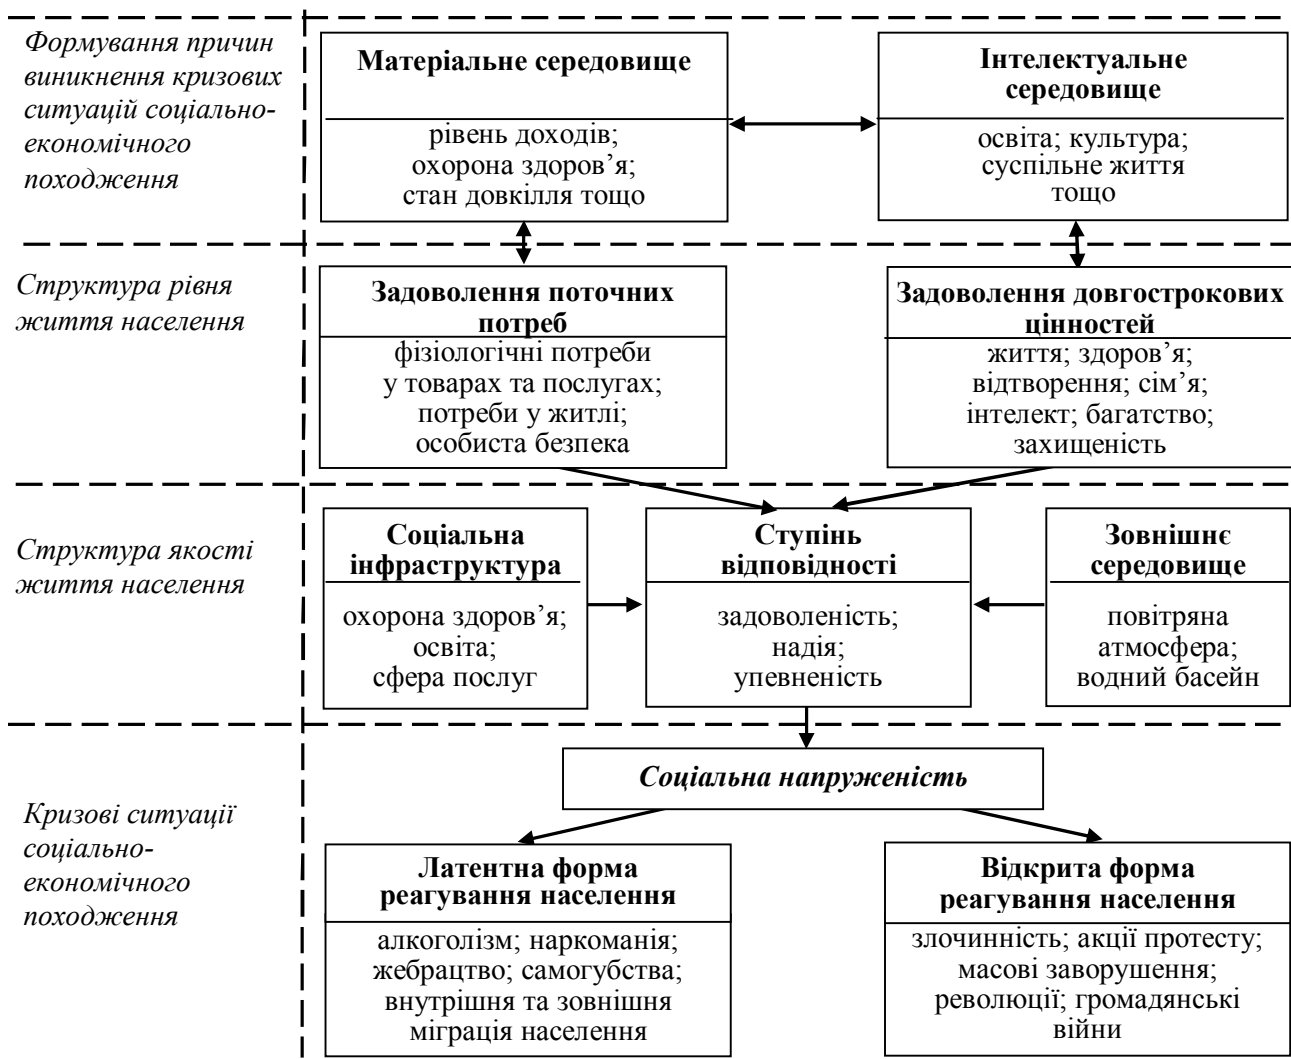 Формування причин
виникнення кризових
ситуацій соціально-
економічного
походження
Матеріальне середовище
рівень доходів;
охорона здоров’я;
стан довкілля тощо
Інтелектуальне
середовище
освіта; культура;
суспільне життя
тощо
Структура рівня
життя населення
Задоволення поточних
потреб
фізіологічні потреби
у товарах та послугах;
потреби у житлі;
особиста безпека
Задоволення довгострокових
цінностей
життя; здоров’я;
відтворення; сім’я;
інтелект; багатство;
захищеність
Структура якості
життя населення
Соціальна
інфраструктура
охорона здоров’я;
освіта;
сфера послуг
Ступінь
відповідності
задоволеність;
надія;
упевненість
Зовнішнє
середовище
повітряна
атмосфера;
водний басейн
Кризові ситуації
соціально-
економічного
походження
Соціальна напруженість
Латентна форма
реагування населення
алкоголізм; наркоманія;
жебрацтво; самогубства;
внутрішня та зовнішня
міграція населення
Відкрита форма
реагування населення
злочинність; акції протесту;
масові заворушення;
революції; громадянські
війни